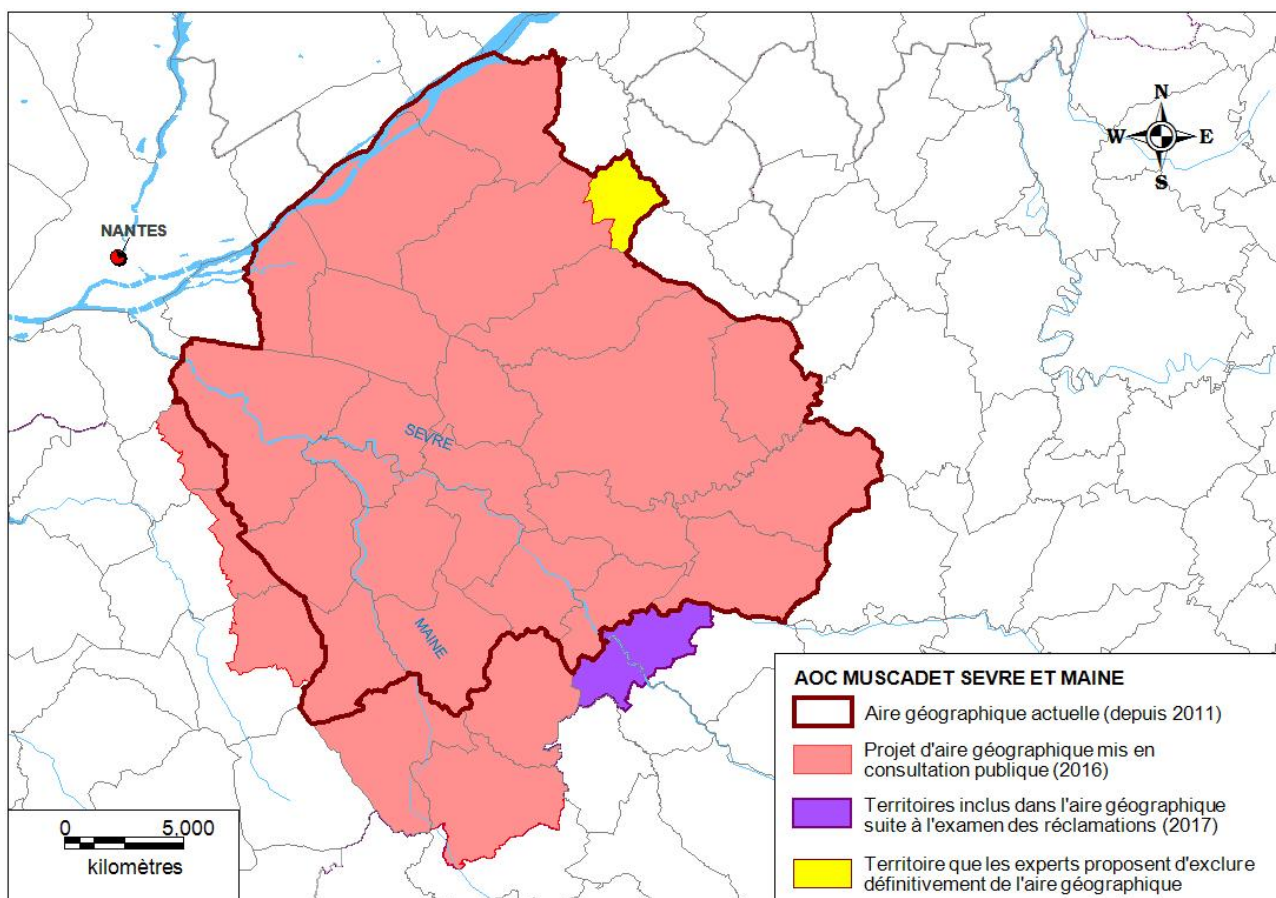 N
W E
S
NANTES
SEVRE
MAINE
AOC MUSCADET SEVRE ET MAINE
Aire géographique actuelle (depuis 2011)
Projet d'aire géographique mis en
consultation publique (2016)
Territoires inclus dans l'aire géographique
suite à l'examen des réclamations (2017)
Territoire que les experts proposent d'exclure
définitivement de l'aire géographique
0 5,000
kilomètres